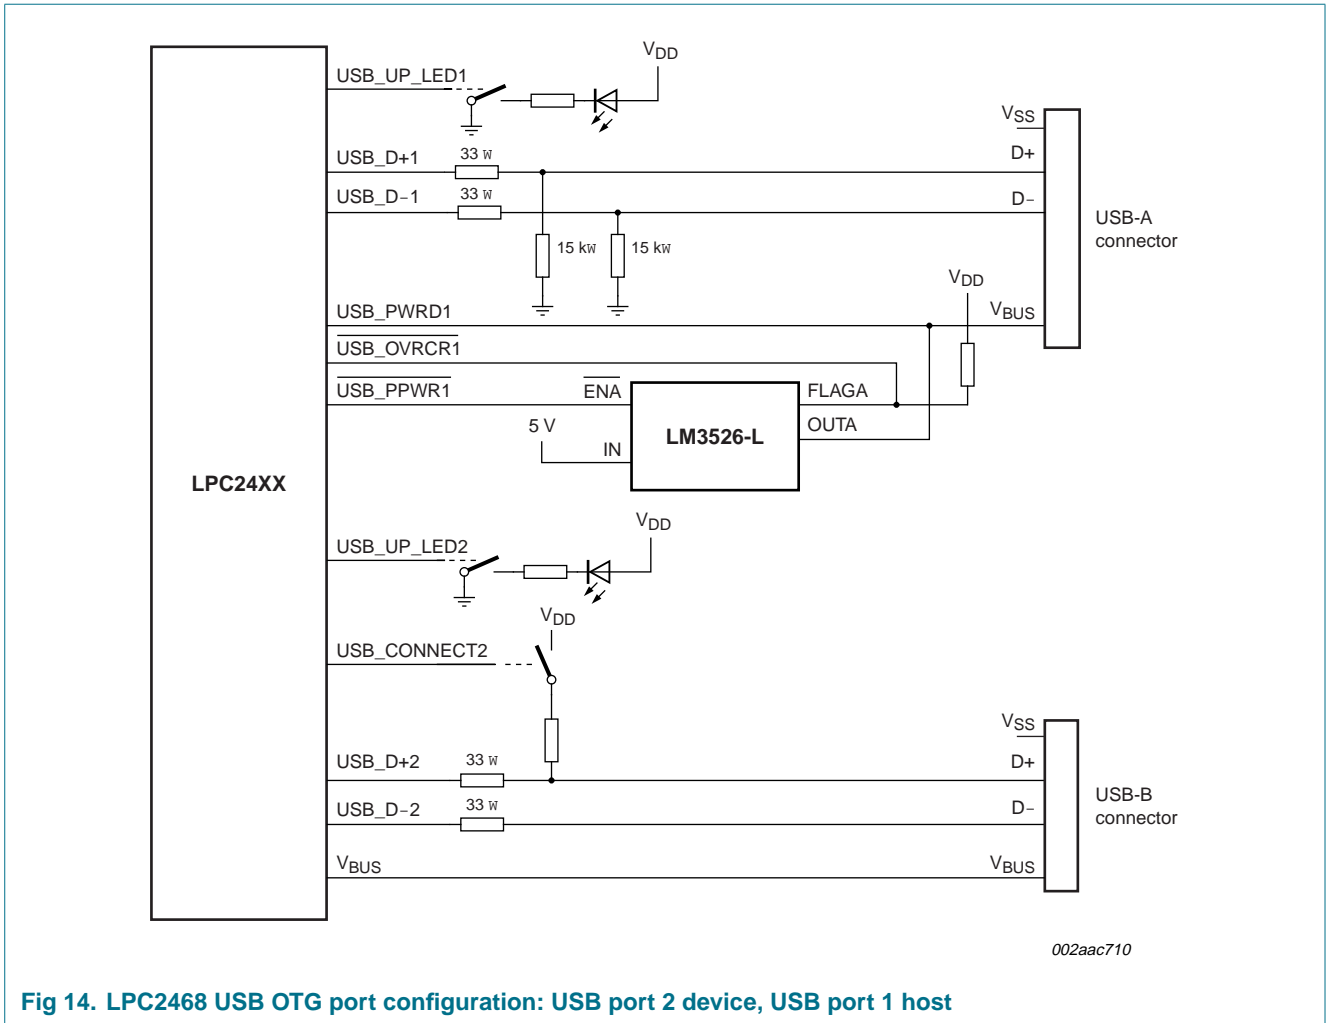 VDD
USB_UP_LED1
VSS
USB_D+1
33 W
D+
USB_D−1
33 W
D−
USB-A
connector
15 kW
15 kW
VDD
USB_PWRD1
VBUS
USB_OVRCR1
USB_PPWR1
ENA
FLAGA
5 V
IN
LM3526-L
OUTA
LPC24XX
VDD
USB_UP_LED2
VDD
USB_CONNECT2
VSS
USB_D+2
33 W
D+
USB_D−2
33 W
D−
USB-B
connector
VBUS
VBUS
002aac710
Fig 14. LPC2468 USB OTG port configuration: USB port 2 device, USB port 1 host